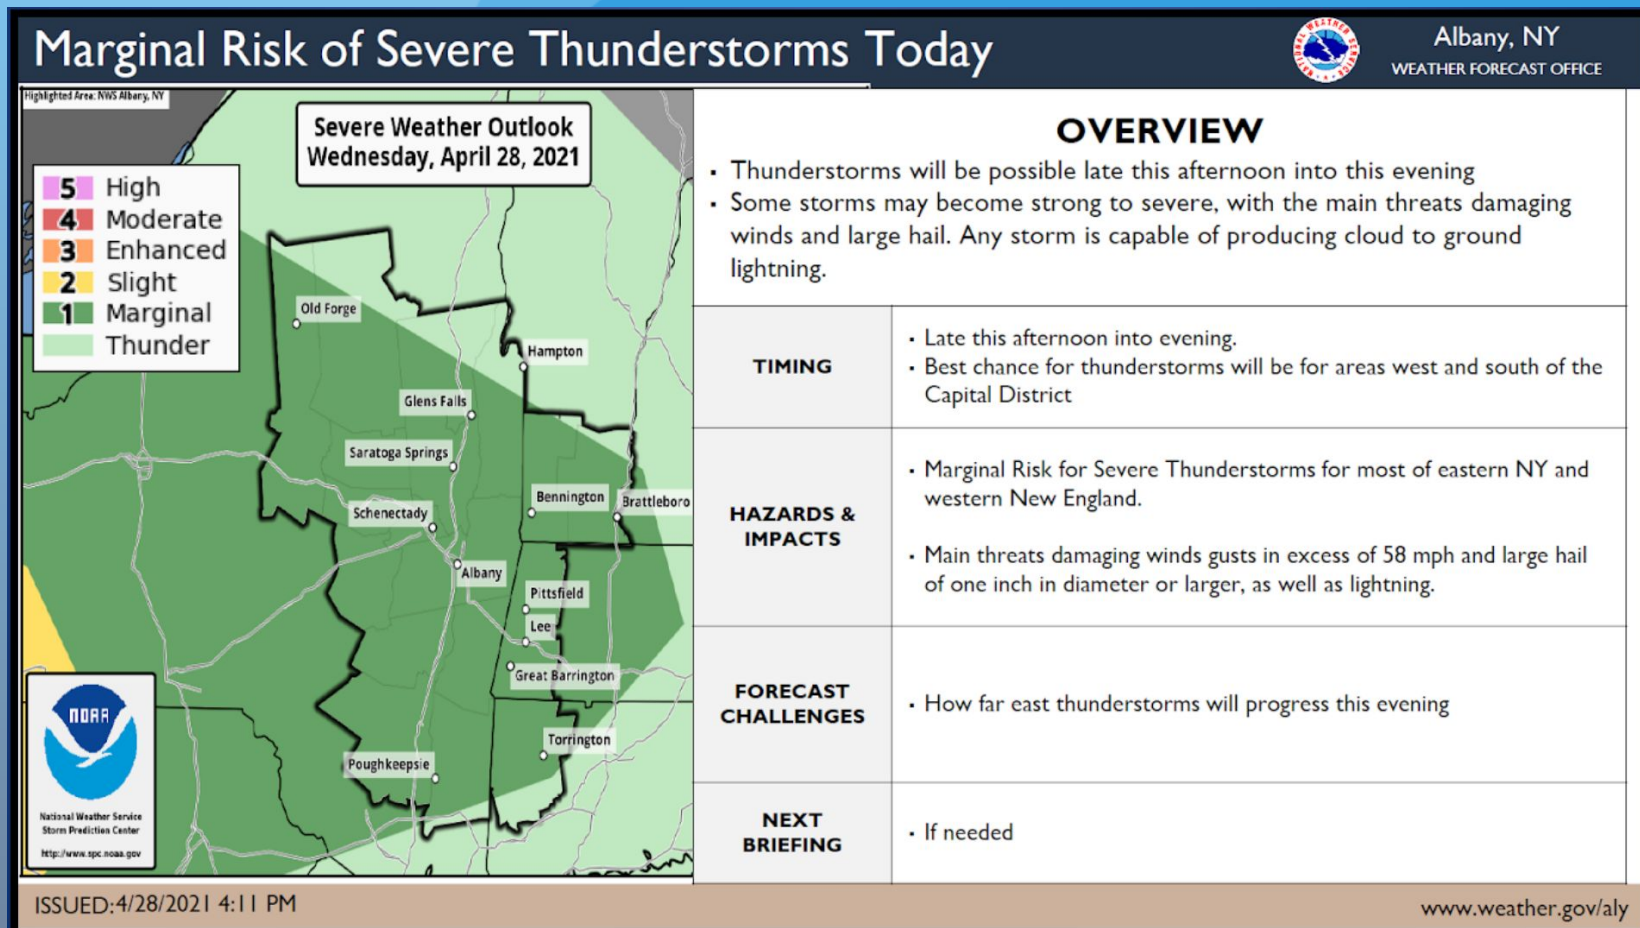 Marginal Risk of Severe Thunderstorms Today
Albany, NY
WEATHER FORECAST OFFICE
Highlighted Area: NWS Albany, NY
Severe Weather Outlook
Wednesday, April 28, 2021
5 High
4 Moderate
3 Enhanced
2 Slight
1 Marginal
Thunder
Old Forge
Hampton
Glens Falls
Saratoga Springs
Bennington
Brattleboro
Schenectady
Albany
Pittsfield
Lee
Great Barrington
Torrington
Poughkeepsie
NOAA
National Weather Service
Storm Prediction Center
http://www.spc.noaa.gov
OVERVIEW
▪ Thunderstorms will be possible late this afternoon into this evening
▪ Some storms may become strong to severe, with the main threats damaging
winds and large hail. Any storm is capable of producing cloud to ground
lightning.
TIMING
▪ Late this afternoon into evening.
▪ Best chance for thunderstorms will be for areas west and south of the
Capital District
HAZARDS &
IMPACTS
▪ Marginal Risk for Severe Thunderstorms for most of eastern NY and
western New England.
▪ Main threats damaging winds gusts in excess of 58 mph and large hail
of one inch in diameter or larger, as well as lightning.
FORECAST
CHALLENGES
▪ How far east thunderstorms will progress this evening
NEXT
BRIEFING
▪ If needed
ISSUED:4/28/2021 4:11 PM
www.weather.gov/aly